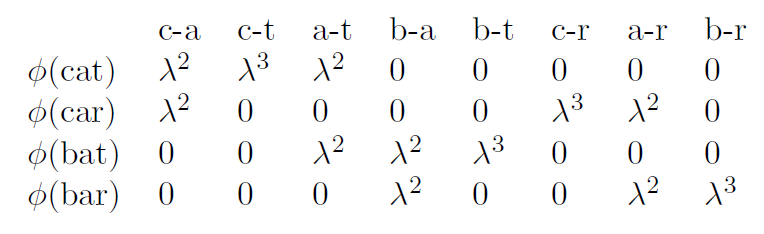 c-a c-t a-t b-a b-t c-r a-r b-r
ϕ(cat) λ² λ³ λ² 0 0 0 0 0
ϕ(car) λ² 0 0 0 0 λ³ λ² 0
ϕ(bat) 0 0 λ² λ² λ³ 0 0 0
ϕ(bar) 0 0 0 λ² 0 0 λ² λ³